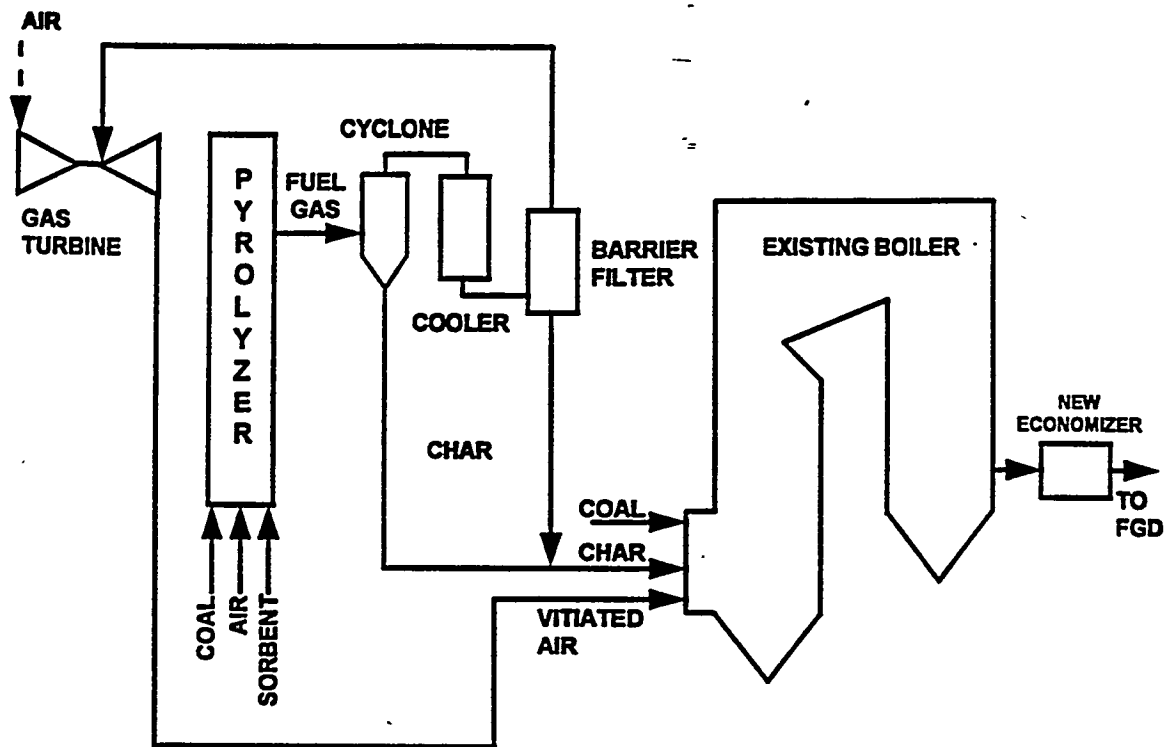 AIR
GAS
TURBINE
PYROLYZER
FUEL
GAS
CYCLONE
COOLER
BARRIER
FILTER
CHAR
COAL
AIR
SORBENT
COAL
CHAR
VITIATED
AIR
EXISTING BOILER
NEW
ECONOMIZER
TO
FGD